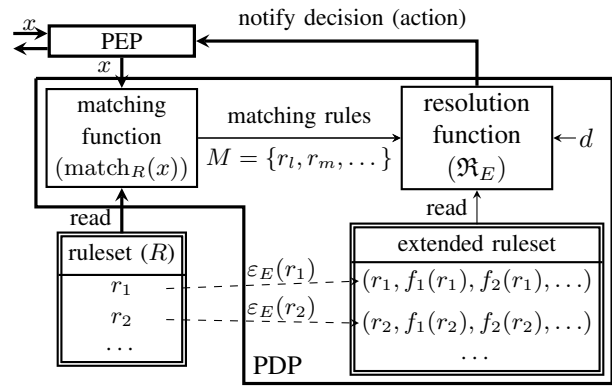 notify decision (action)
x
PEP
x
matching
function
(match_R(x))
matching rules
M = {r_l, r_m, · · · }
resolution
function
(ℜ_E)
d
read
read
ruleset (R)
r_1
r_2
. . .
ε_E(r_1)
ε_E(r_2)
extended ruleset
(r_1, f_1(r_1), f_2(r_1), . . .)
(r_2, f_1(r_2), f_2(r_2), . . .)
. . .
PDP